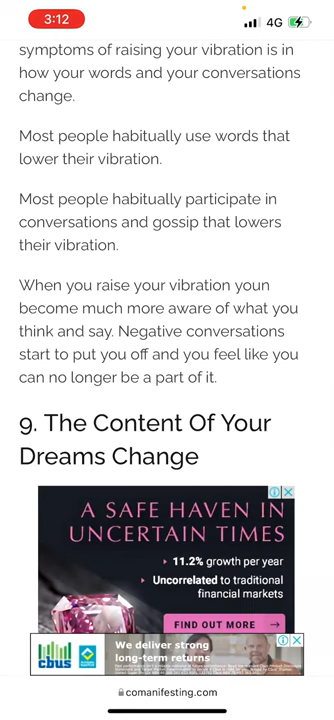 3:12
4G
symptoms of raising your vibration is in
how your words and your conversations
change.
Most people habitually use words that
lower their vibration.
Most people habitually participate in
conversations and gossip that lowers
their vibration.
When you raise your vibration youn
become much more aware of what you
think and say. Negative conversations
start to put you off and you feel like you
can no longer be a part of it.
9. The Content Of Your
Dreams Change
A SAFE HAVEN IN
UNCERTAIN TIMES
11.2% growth per year
Uncorrelated to traditional
financial markets
FIND OUT MORE
cbus
We deliver strong
long-term returns
comanifesting.com